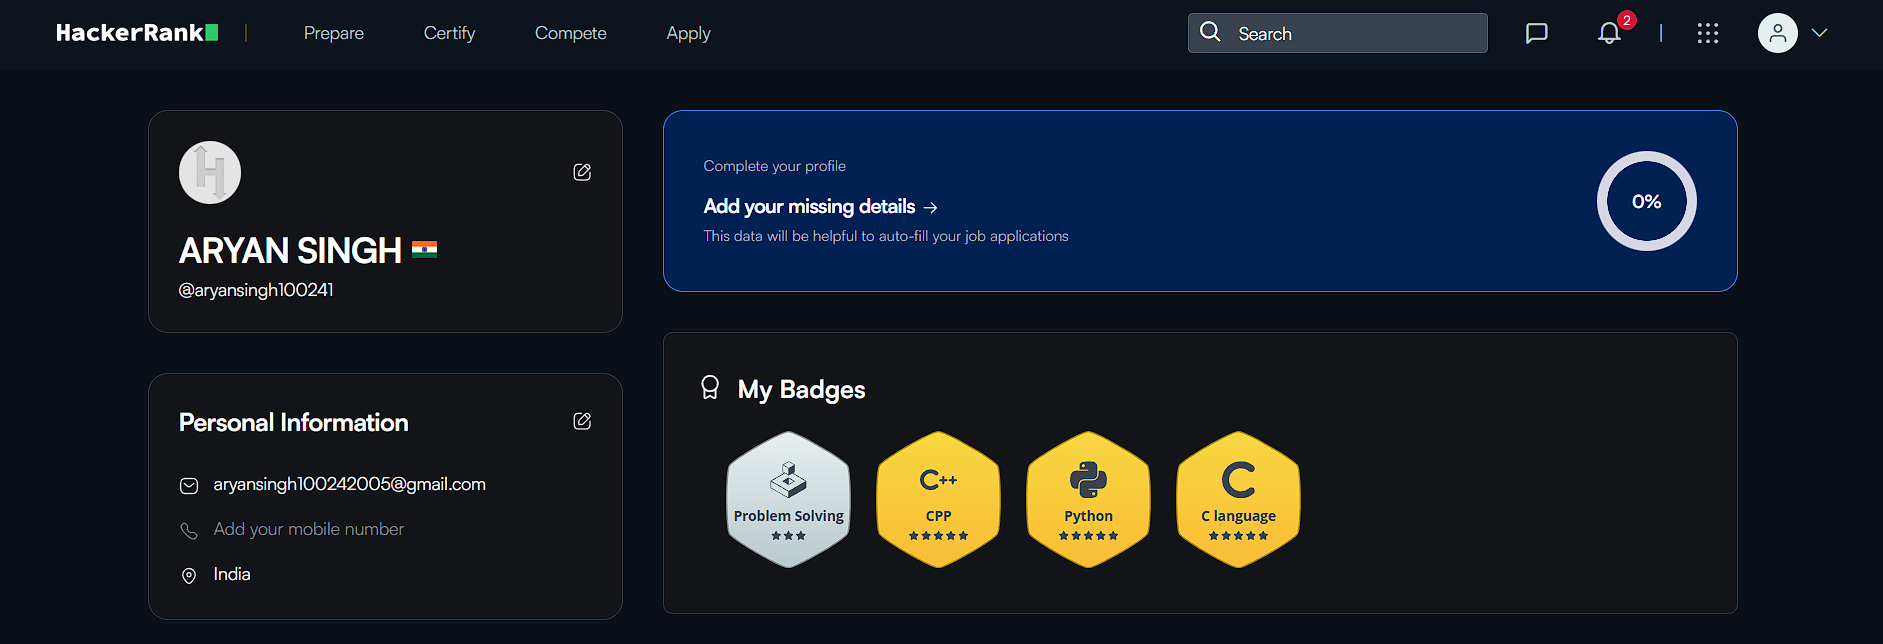 HackerRank
Prepare
Certify
Compete
Apply
Search
2
ARYAN SINGH
@aryansingh100241
Complete your profile
Add your missing details →
This data will be helpful to auto-fill your job applications
0%
Personal Information
aryansingh100242005@gmail.com
Add your mobile number
India
My Badges
Problem Solving
C++
CPP
Python
C
C language